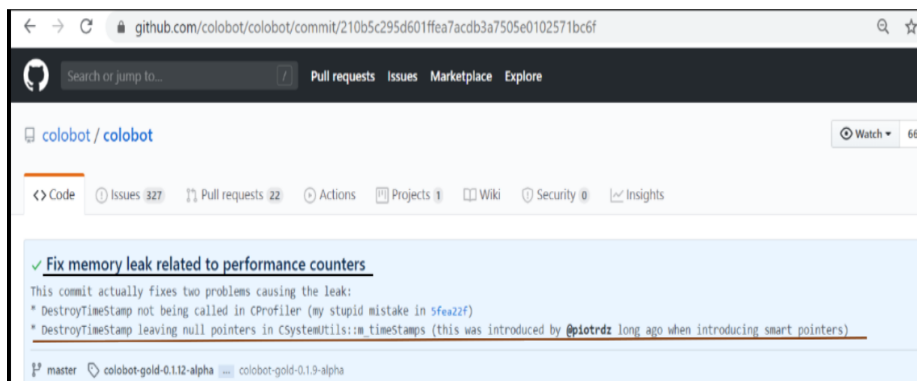 github.com/colobot/colobot/commit/210b5c295d601ffea7acdb3a7505e0102571bc6f
Search or jump to... / Pull requests Issues Marketplace Explore
colobot / colobot Watch 66
<> Code Issues 327 Pull requests 22 Actions Projects 1 Wiki Security 0 Insights
Fix memory leak related to performance counters
This commit actually fixes two problems causing the leak:
* DestroyTimeStamp not being called in CProfiler (my stupid mistake in 5fea22f)
* DestroyTimeStamp leaving null pointers in CSystemUtils::m_timeStamps (this was introduced by @piotrdz long ago when introducing smart pointers)
master colobot-gold-0.1.12-alpha ... colobot-gold-0.1.9-alpha